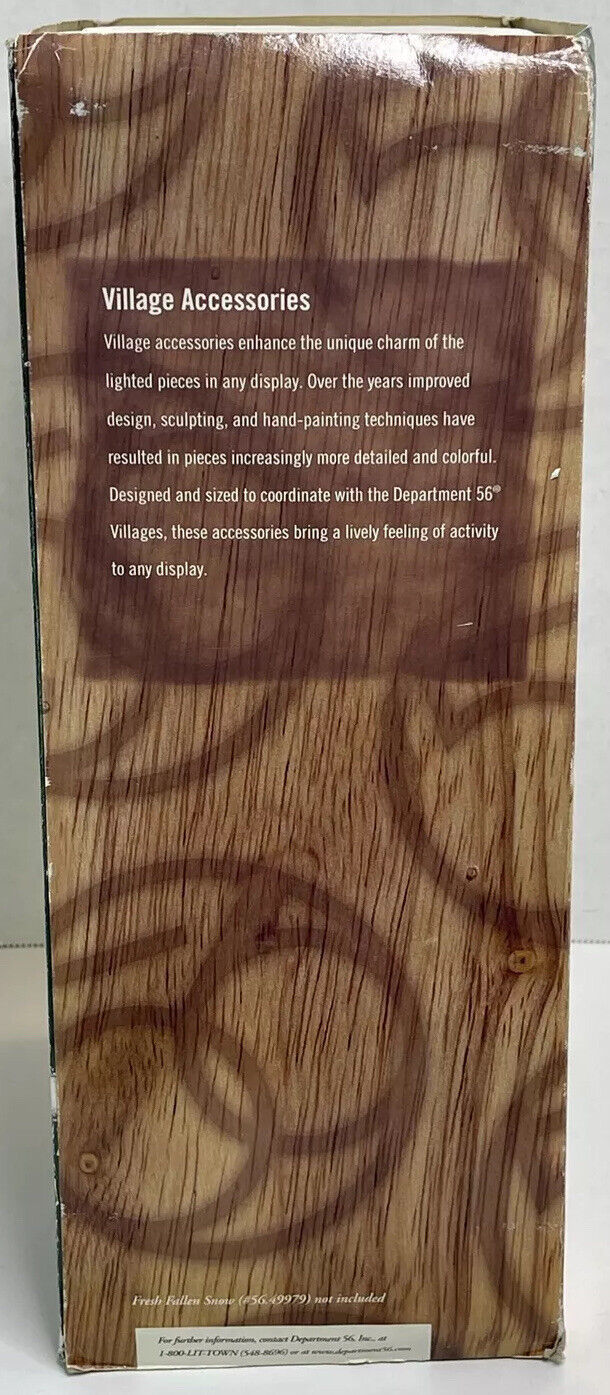 Village Accessories
Village accessories enhance the unique charm of the
lighted pieces in any display. Over the years improved
design, sculpting, and hand-painting techniques have
resulted in pieces increasingly more detailed and colorful.
Designed and sized to coordinate with the Department 56®
Villages, these accessories bring a lively feeling of activity
to any display.
Fresh Fallen Snow (#56.49979) not included
For further information, contact Department 56, Inc., at
1-800-LIT-TOWN (548-8696) or at www.department56.com